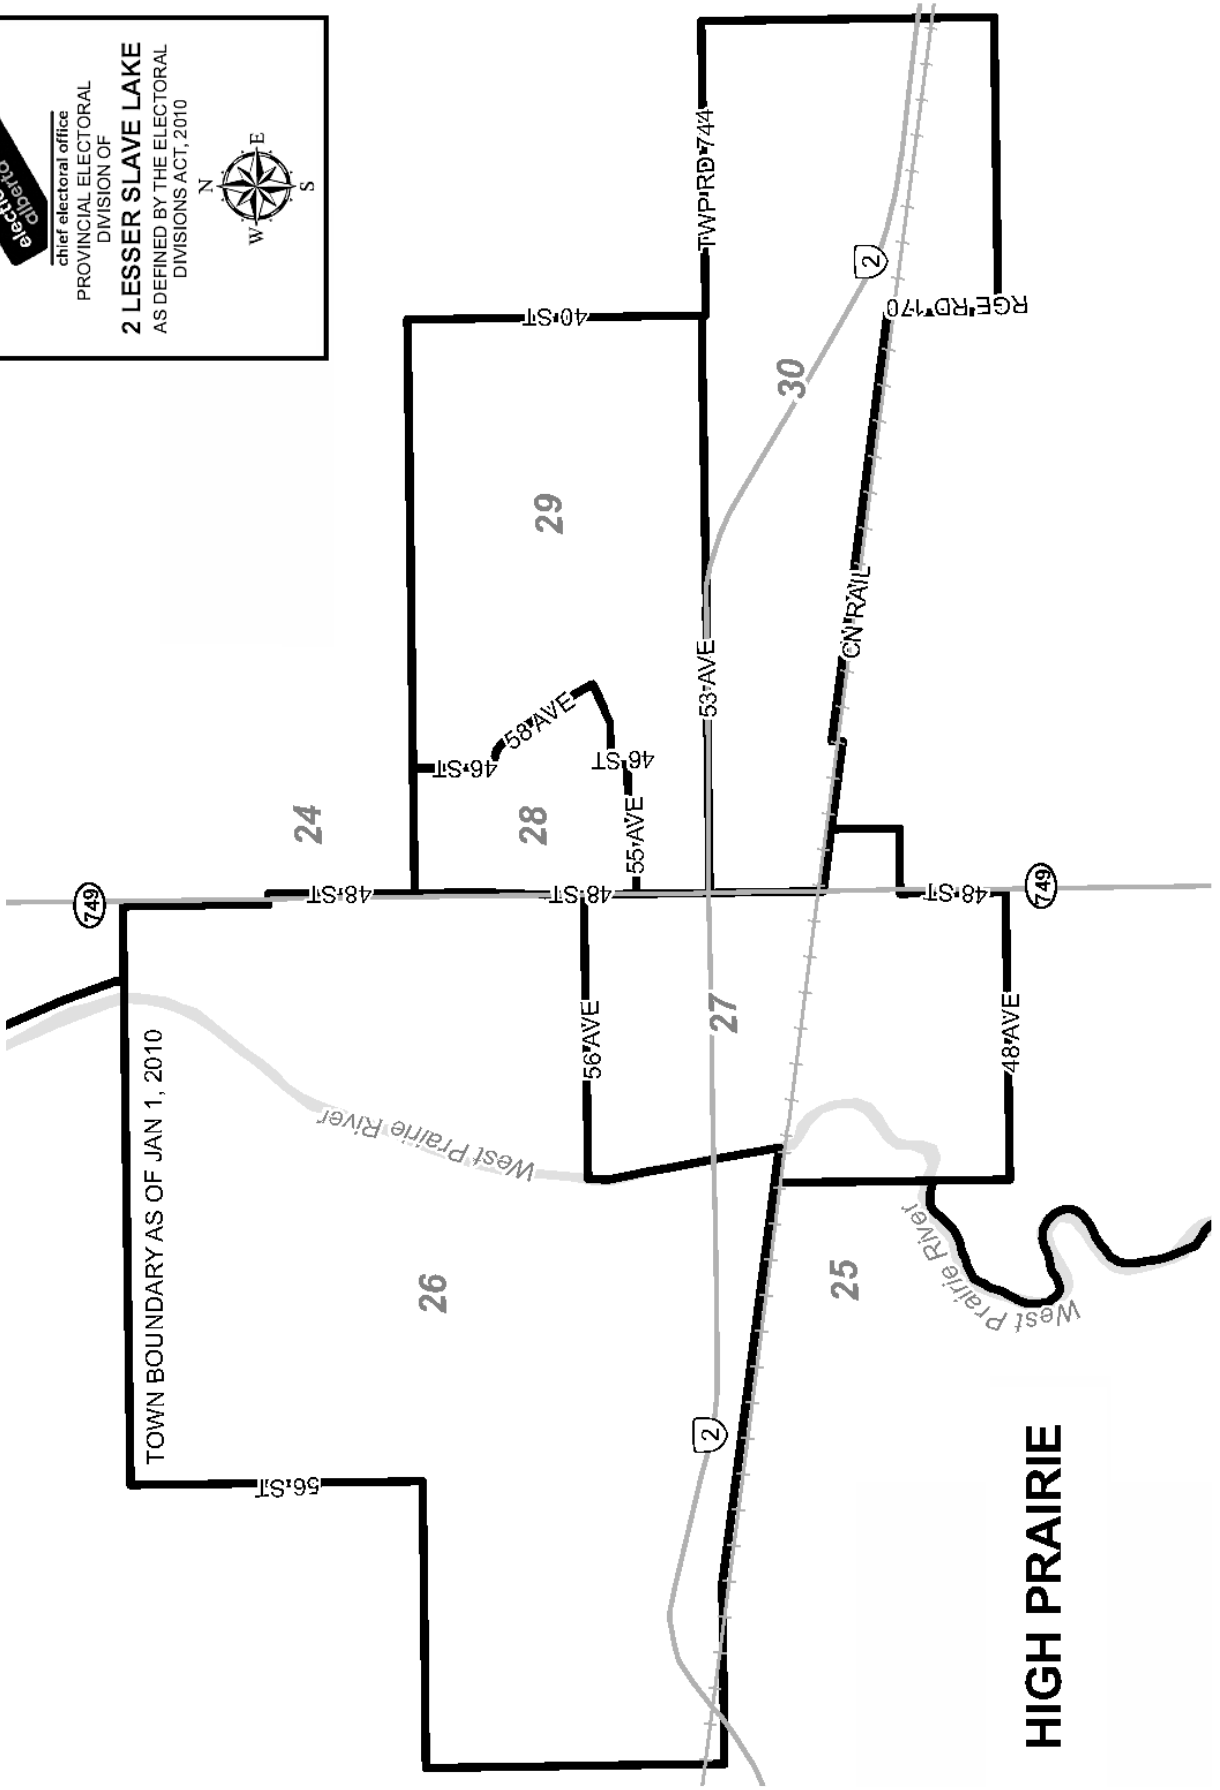 elections
alberta
chief electoral office
PROVINCIAL ELECTORAL
DIVISION OF
2 LESSER SLAVE LAKE
AS DEFINED BY THE ELECTORAL
DIVISIONS ACT, 2010
N
W
E
S
TOWN BOUNDARY AS OF JAN 1, 2010
749
48 ST
24
46 ST
58 AVE
46 ST
28
55 AVE
48 ST
56 AVE
29
40 ST
TWP RD 744
53 AVE
30
2
RGE RD 170
CN RAIL
27
48 ST
749
48 AVE
West Prairie River
26
56 ST
2
25
West Prairie River
HIGH PRAIRIE